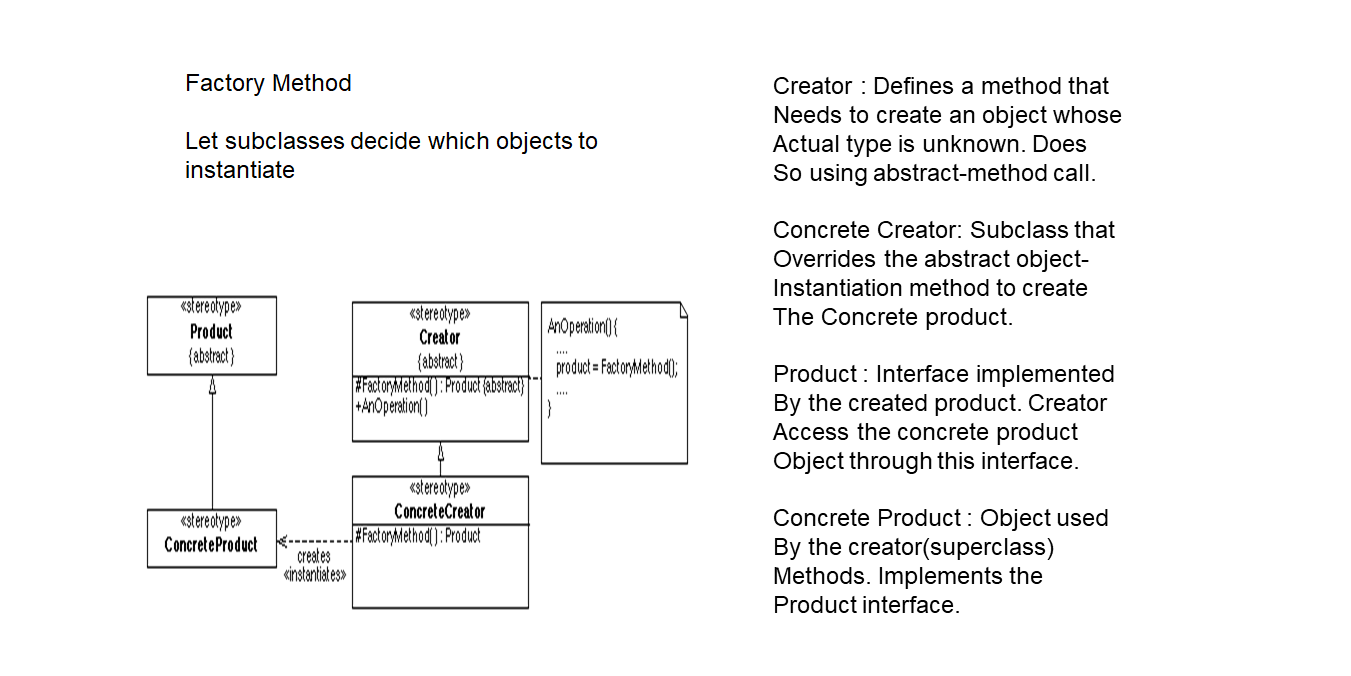 Factory Method
Let subclasses decide which objects to
instantiate
Creator : Defines a method that
Needs to create an object whose
Actual type is unknown. Does
So using abstract-method call.
Concrete Creator: Subclass that
Overrides the abstract object-
Instantiation method to create
The Concrete product.
Product : Interface implemented
By the created product. Creator
Access the concrete product
Object through this interface.
Concrete Product : Object used
By the creator(superclass)
Methods. Implements the
Product interface.
«stereotype»
Product
{abstract}
«stereotype»
Creator
{abstract}
#FactoryMethod() : Product {abstract}
+AnOperation()
AnOperation() {
....
product = FactoryMethod();
....
}
«stereotype»
ConcreteProduct
creates
«instantiates»
«stereotype»
ConcreteCreator
#FactoryMethod() : Product